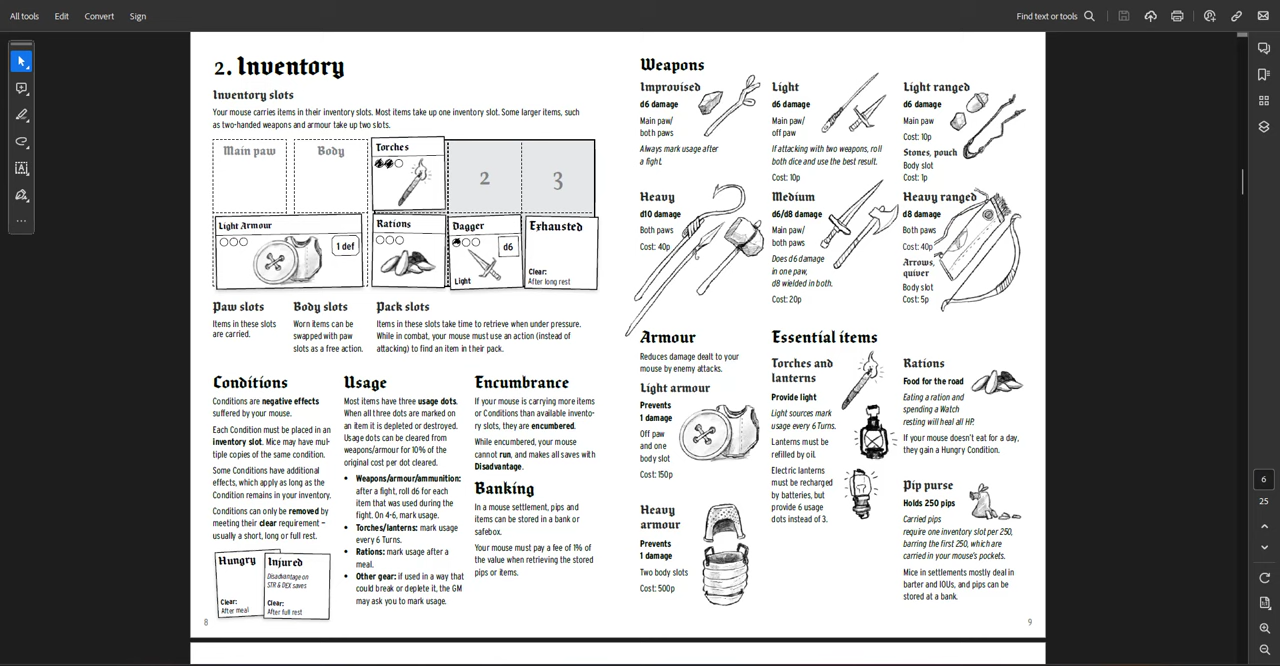 All tools Edit Convert Sign
Find text or tools
2. Inventory
Inventory slots
Your mouse carries items in their inventory slots. Most items take up one inventory slot. Some larger items, such
as two-handed weapons and armour take up two slots.
Main paw
Body
Torches
2
3
Light Armour
1 def
Rations
Dagger
d6
Light
Exhausted
Clear:
After long rest
Paw slots
Items in these slots
are carried.
Body slots
Worn items can be
swapped with paw
slots as a free action.
Pack slots
Items in these slots take time to retrieve when under pressure.
While in combat, your mouse must use an action (instead of
attacking) to find an item in their pack.
Conditions
Conditions are negative effects
suffered by your mouse.
Each Condition must be placed in an
inventory slot. Mice may have mul-
tiple copies of the same condition.
Some Conditions have additional
effects, which apply as long as the
Condition remains in your inventory.
Conditions can only be removed by
meeting their clear requirement –
usually a short, long or full rest.
Hungry
Clear:
After meal
Injured
Disadvantage on
STR & DEX saves
Clear:
After full rest
Usage
Most items have three usage dots.
When all three dots are marked on
an item it is depleted or destroyed.
Usage dots can be cleared from
weapons/armour for 10% of the
original cost per dot cleared.
• Weapons/armour/ammunition:
after a fight, roll d6 for each
item that was used during the
fight. On 4-6, mark usage.
• Torches/lanterns: mark usage
every 6 Turns.
• Rations: mark usage after a
meal.
• Other gear: if used in a way that
could break or deplete it, the GM
may ask you to mark usage.
Encumbrance
If your mouse is carrying more items
or Conditions than available invento-
ry slots, they are encumbered.
While encumbered, your mouse
cannot run, and makes all saves with
Disadvantage.
Banking
In a mouse settlement, pips and
items can be stored in a bank or
safebox.
Your mouse must pay a fee of 1% of
the value when retrieving the stored
pips or items.
8
Weapons
Improvised
d6 damage
Main paw/
both paws
Always mark usage after
a fight.
Light
d6 damage
Main paw/
off paw
If attacking with two weapons, roll
both dice and use the best result.
Cost: 10p
Light ranged
d6 damage
Main paw
Cost: 10p
Stones, pouch
Body slot
Cost: 1p
Heavy
d10 damage
Both paws
Cost: 40p
Medium
d6/d8 damage
Main paw/
both paws
Does d6 damage
in one paw,
d8 wielded in both.
Cost: 20p
Heavy ranged
d8 damage
Both paws
Cost: 40p
Arrows,
quiver
Body slot
Cost: 5p
Armour
Reduces damage dealt to your
mouse by enemy attacks.
Light armour
Prevents
1 damage
Off paw
and one
body slot
Cost: 150p
Heavy
armour
Prevents
1 damage
Two body slots
Cost: 500p
Essential items
Torches and
lanterns
Provide light
Light sources mark
usage every 6 Turns.
Lanterns must be
refilled by oil.
Electric lanterns
must be recharged
by batteries, but
provide 6 usage
dots instead of 3.
Rations
Food for the road
Eating a ration and
spending a Watch
resting will heal all HP.
If your mouse doesn't eat for a day,
they gain a Hungry Condition.
Pip purse
Holds 250 pips
Carried pips
require one inventory slot per 250,
barring the first 250, which are
carried in your mouse's pockets.
Mice in settlements mostly deal in
barter and IOUs, and pips can be
stored at a bank.
9
6
25